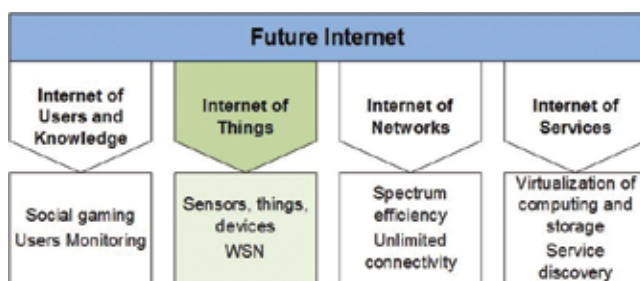 Future Internet
Internet of
Users and
Knowledge
Internet of
Things
Internet of
Networks
Internet of
Services
Social gaming
Users Monitoring
Sensors, things,
devices
WSN
Spectrum
efficiency
Unlimited
connectivity
Virtualization of
computing and
storage
Service
discovery